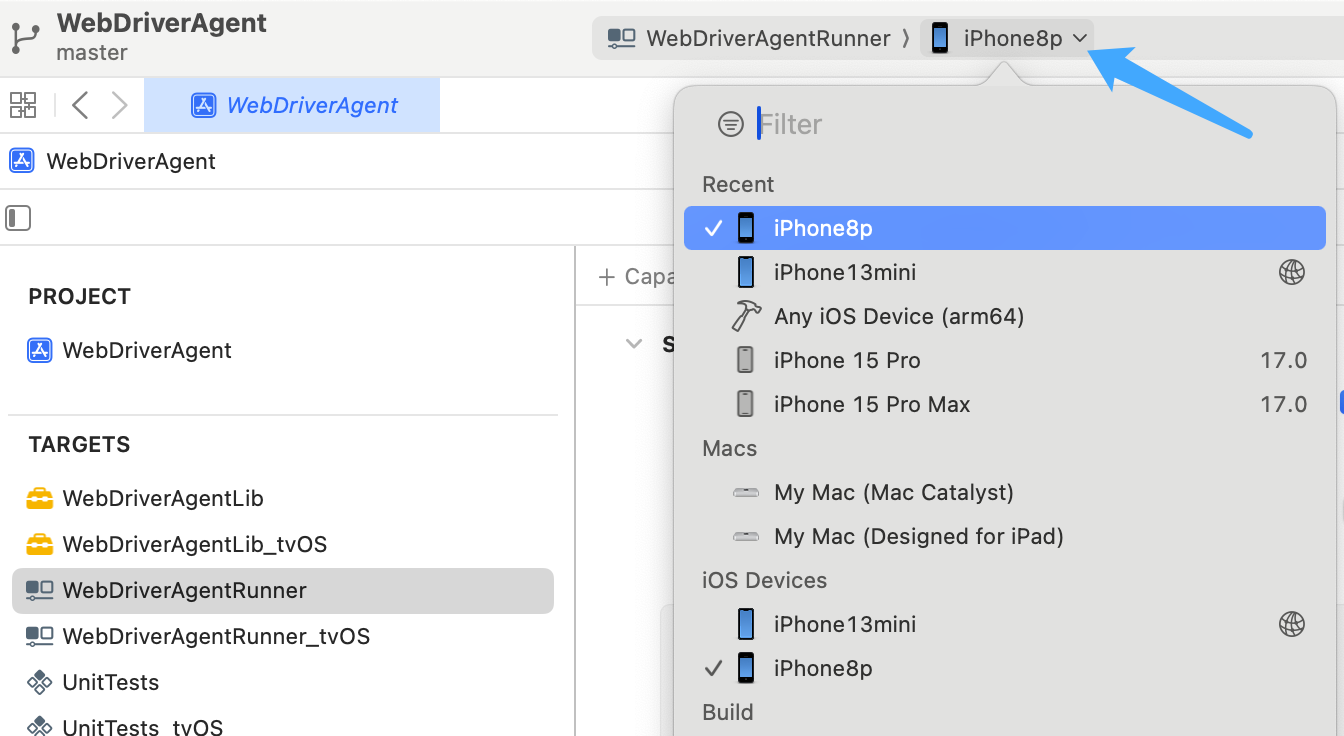 WebDriverAgent
master
WebDriverAgentRunner
iPhone8p
WebDriverAgent
WebDriverAgent
PROJECT
WebDriverAgent
TARGETS
WebDriverAgentLib
WebDriverAgentLib_tvOS
WebDriverAgentRunner
WebDriverAgentRunner_tvOS
UnitTests
UnitTests_tvOS
+ Capa
S
Filter
Recent
iPhone8p
iPhone13mini
Any iOS Device (arm64)
iPhone 15 Pro 17.0
iPhone 15 Pro Max 17.0
Macs
My Mac (Mac Catalyst)
My Mac (Designed for iPad)
iOS Devices
iPhone13mini
iPhone8p
Build